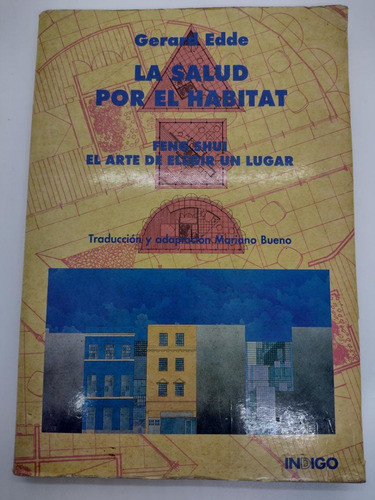 Gerard Edde
LA SALUD
POR EL HABITAT
FENG SHUI
EL ARTE DE ELEGIR UN LUGAR
Traducción y adaptación Mariano Bueno
INDIGO